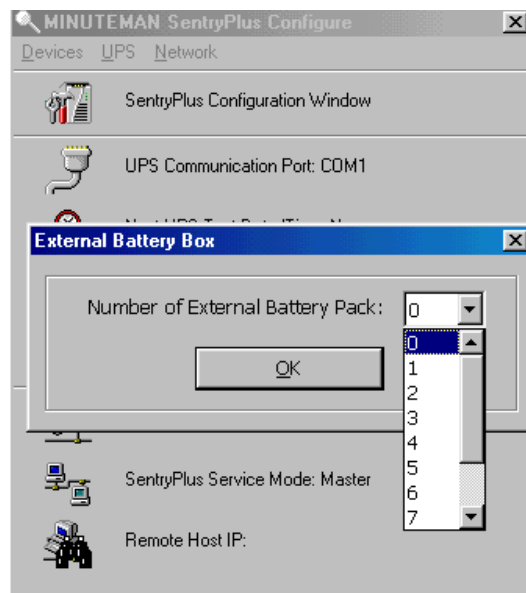 MINUTEMAN SentryPlus Configure
Devices UPS Network
SentryPlus Configuration Window
UPS Communication Port: COM1
External Battery Box
Number of External Battery Pack: 0
0
1
OK
2
3
4
5
6
7
SentryPlus Service Mode: Master
Remote Host IP: